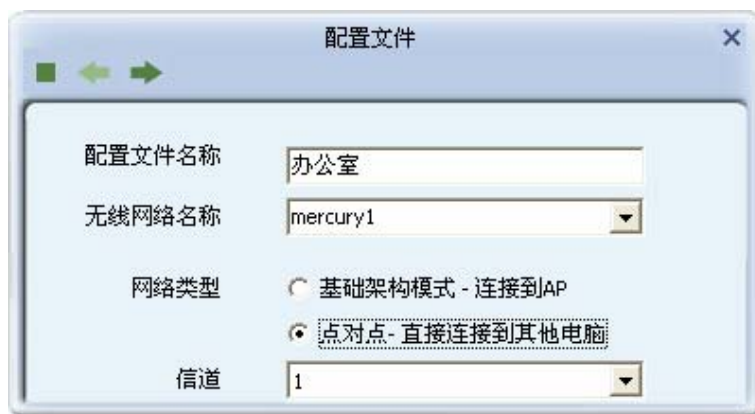 配置文件
配置文件名称 办公室
无线网络名称 mercury1
网络类型 基础架构模式 - 连接到AP
点对点- 直接连接到其他电脑
信道 1